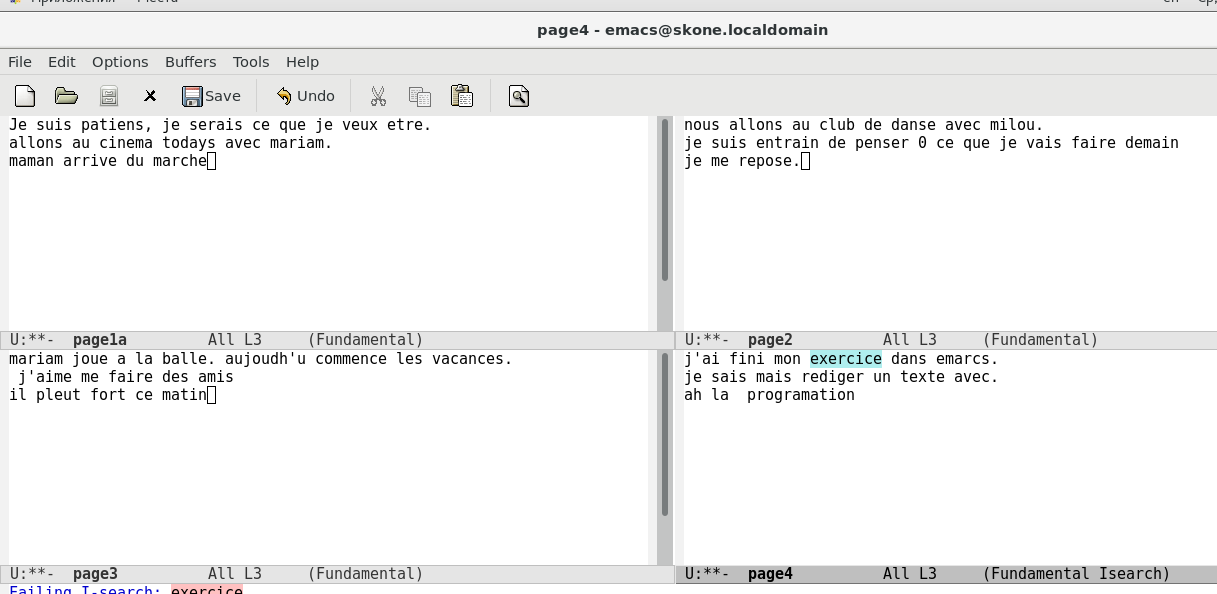 Приложения Места en Ср,
page4 - emacs@skone.localdomain
File Edit Options Buffers Tools Help
Save Undo
Je suis patiens, je serais ce que je veux etre.
allons au cinema todays avec mariam.
maman arrive du marche
U:**- page1a All L3 (Fundamental)
nous allons au club de danse avec milou.
je suis entrain de penser 0 ce que je vais faire demain
je me repose.
U:**- page2 All L3 (Fundamental)
mariam joue a la balle. aujoudh'u commence les vacances.
j'aime me faire des amis
il pleut fort ce matin
U:**- page3 All L3 (Fundamental)
j'ai fini mon exercice dans emarcs.
je sais mais rediger un texte avec.
ah la  programation
U:**- page4 All L3 (Fundamental Isearch)
Failing I-search: exercice